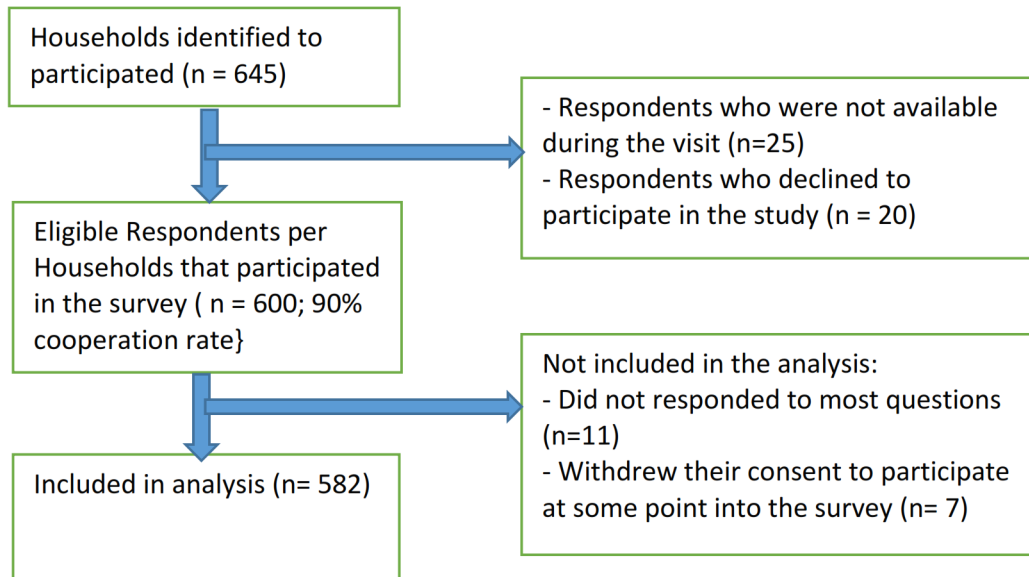 Households identified to
participated (n = 645)
- Respondents who were not available
during the visit (n=25)
- Respondents who declined to
participate in the study (n = 20)
Eligible Respondents per
Households that participated
in the survey ( n = 600; 90%
cooperation rate}
Not included in the analysis:
- Did not responded to most questions
(n=11)
- Withdrew their consent to participate
at some point into the survey (n= 7)
Included in analysis (n= 582)